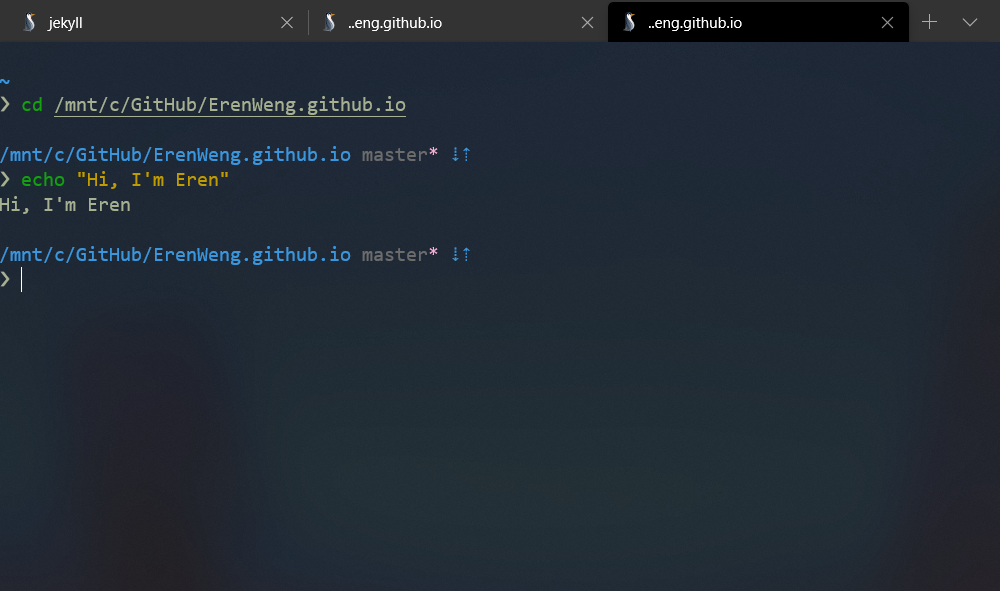 jekyll ..eng.github.io ..eng.github.io
~
❯ cd /mnt/c/GitHub/ErenWeng.github.io
/mnt/c/GitHub/ErenWeng.github.io master* ⇣⇡
❯ echo "Hi, I'm Eren"
Hi, I'm Eren
/mnt/c/GitHub/ErenWeng.github.io master* ⇣⇡
❯